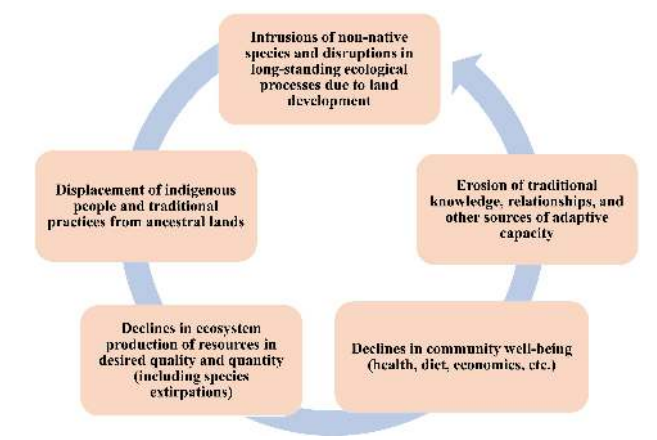 Intrusions of non-native
species and disruptions in
long-standing ecological
processes due to land
development
Displacement of indigenous
people and traditional
practices from ancestral lands
Declines in ecosystem
production of resources in
desired quality and quantity
(including species
extirpations)
Declines in community well-being
(health, diet, economics, etc.)
Erosion of traditional
knowledge, relationships, and
other sources of adaptive
capacity